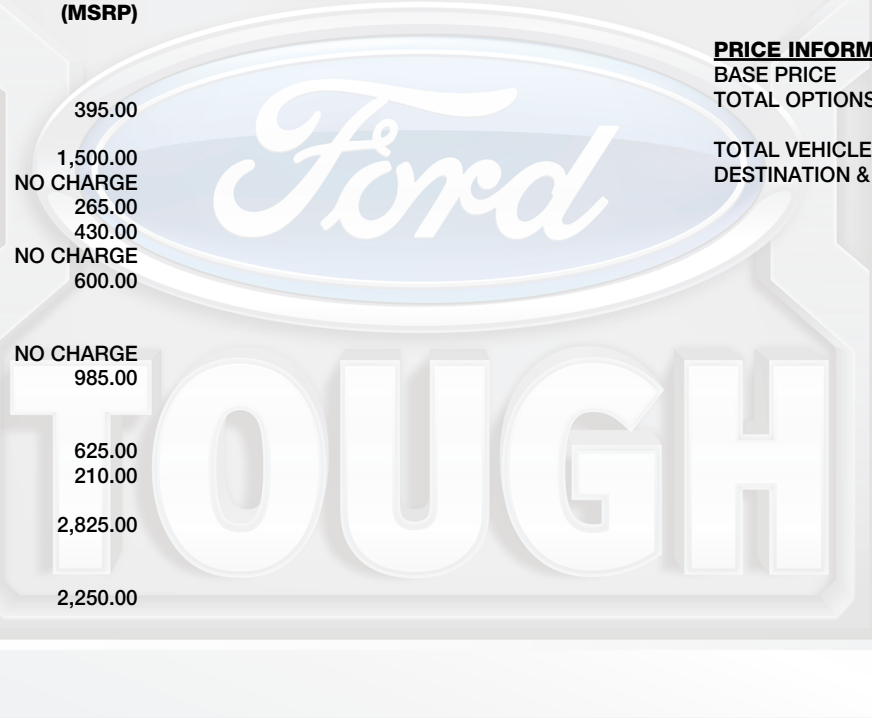 (MSRP)
395.00
1,500.00
NO CHARGE
265.00
430.00
NO CHARGE
600.00
NO CHARGE
985.00
625.00
210.00
2,825.00
2,250.00
PRICE INFORM
BASE PRICE
TOTAL OPTIONS
TOTAL VEHICLE
DESTINATION &
Ford
TOUGH